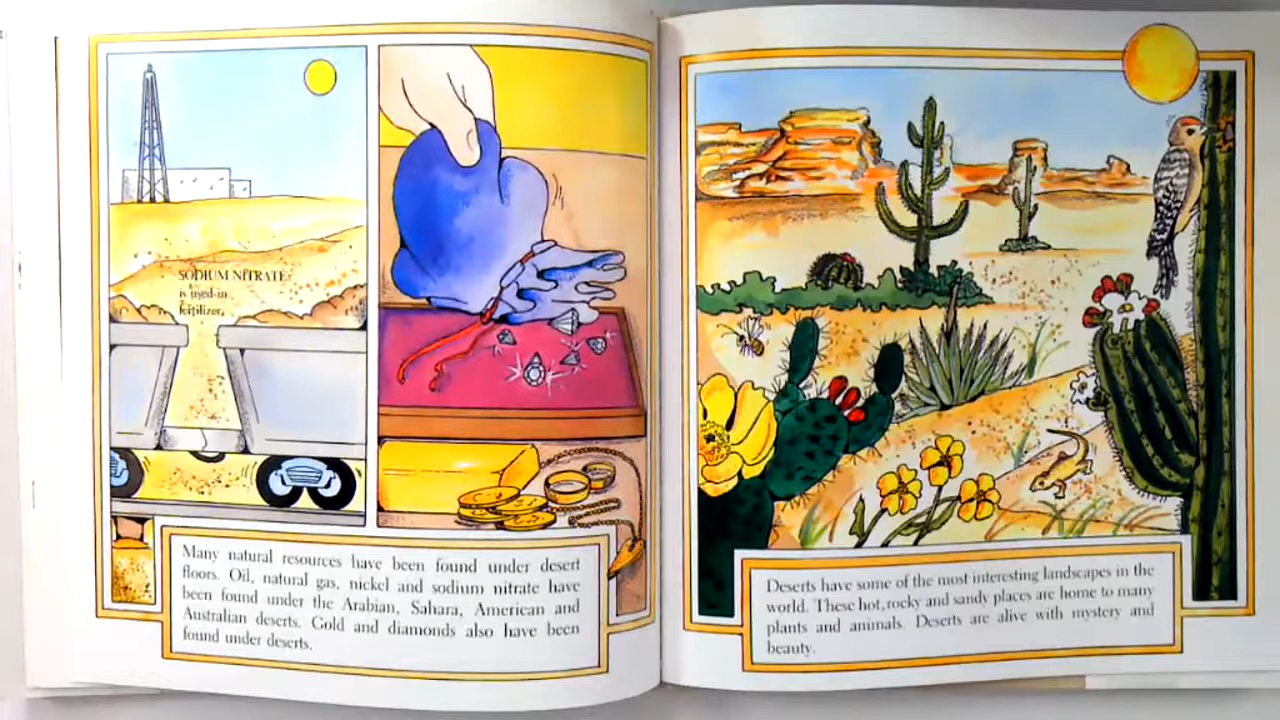 SODIUM NITRATE
is used in
fertilizer.
Many natural resources have been found under desert
floors. Oil, natural gas, nickel and sodium nitrate have
been found under the Arabian, Sahara, American and
Australian deserts. Gold and diamonds also have been
found under deserts.
Deserts have some of the most interesting landscapes in the
world. These hot, rocky and sandy places are home to many
plants and animals. Deserts are alive with mystery and
beauty.